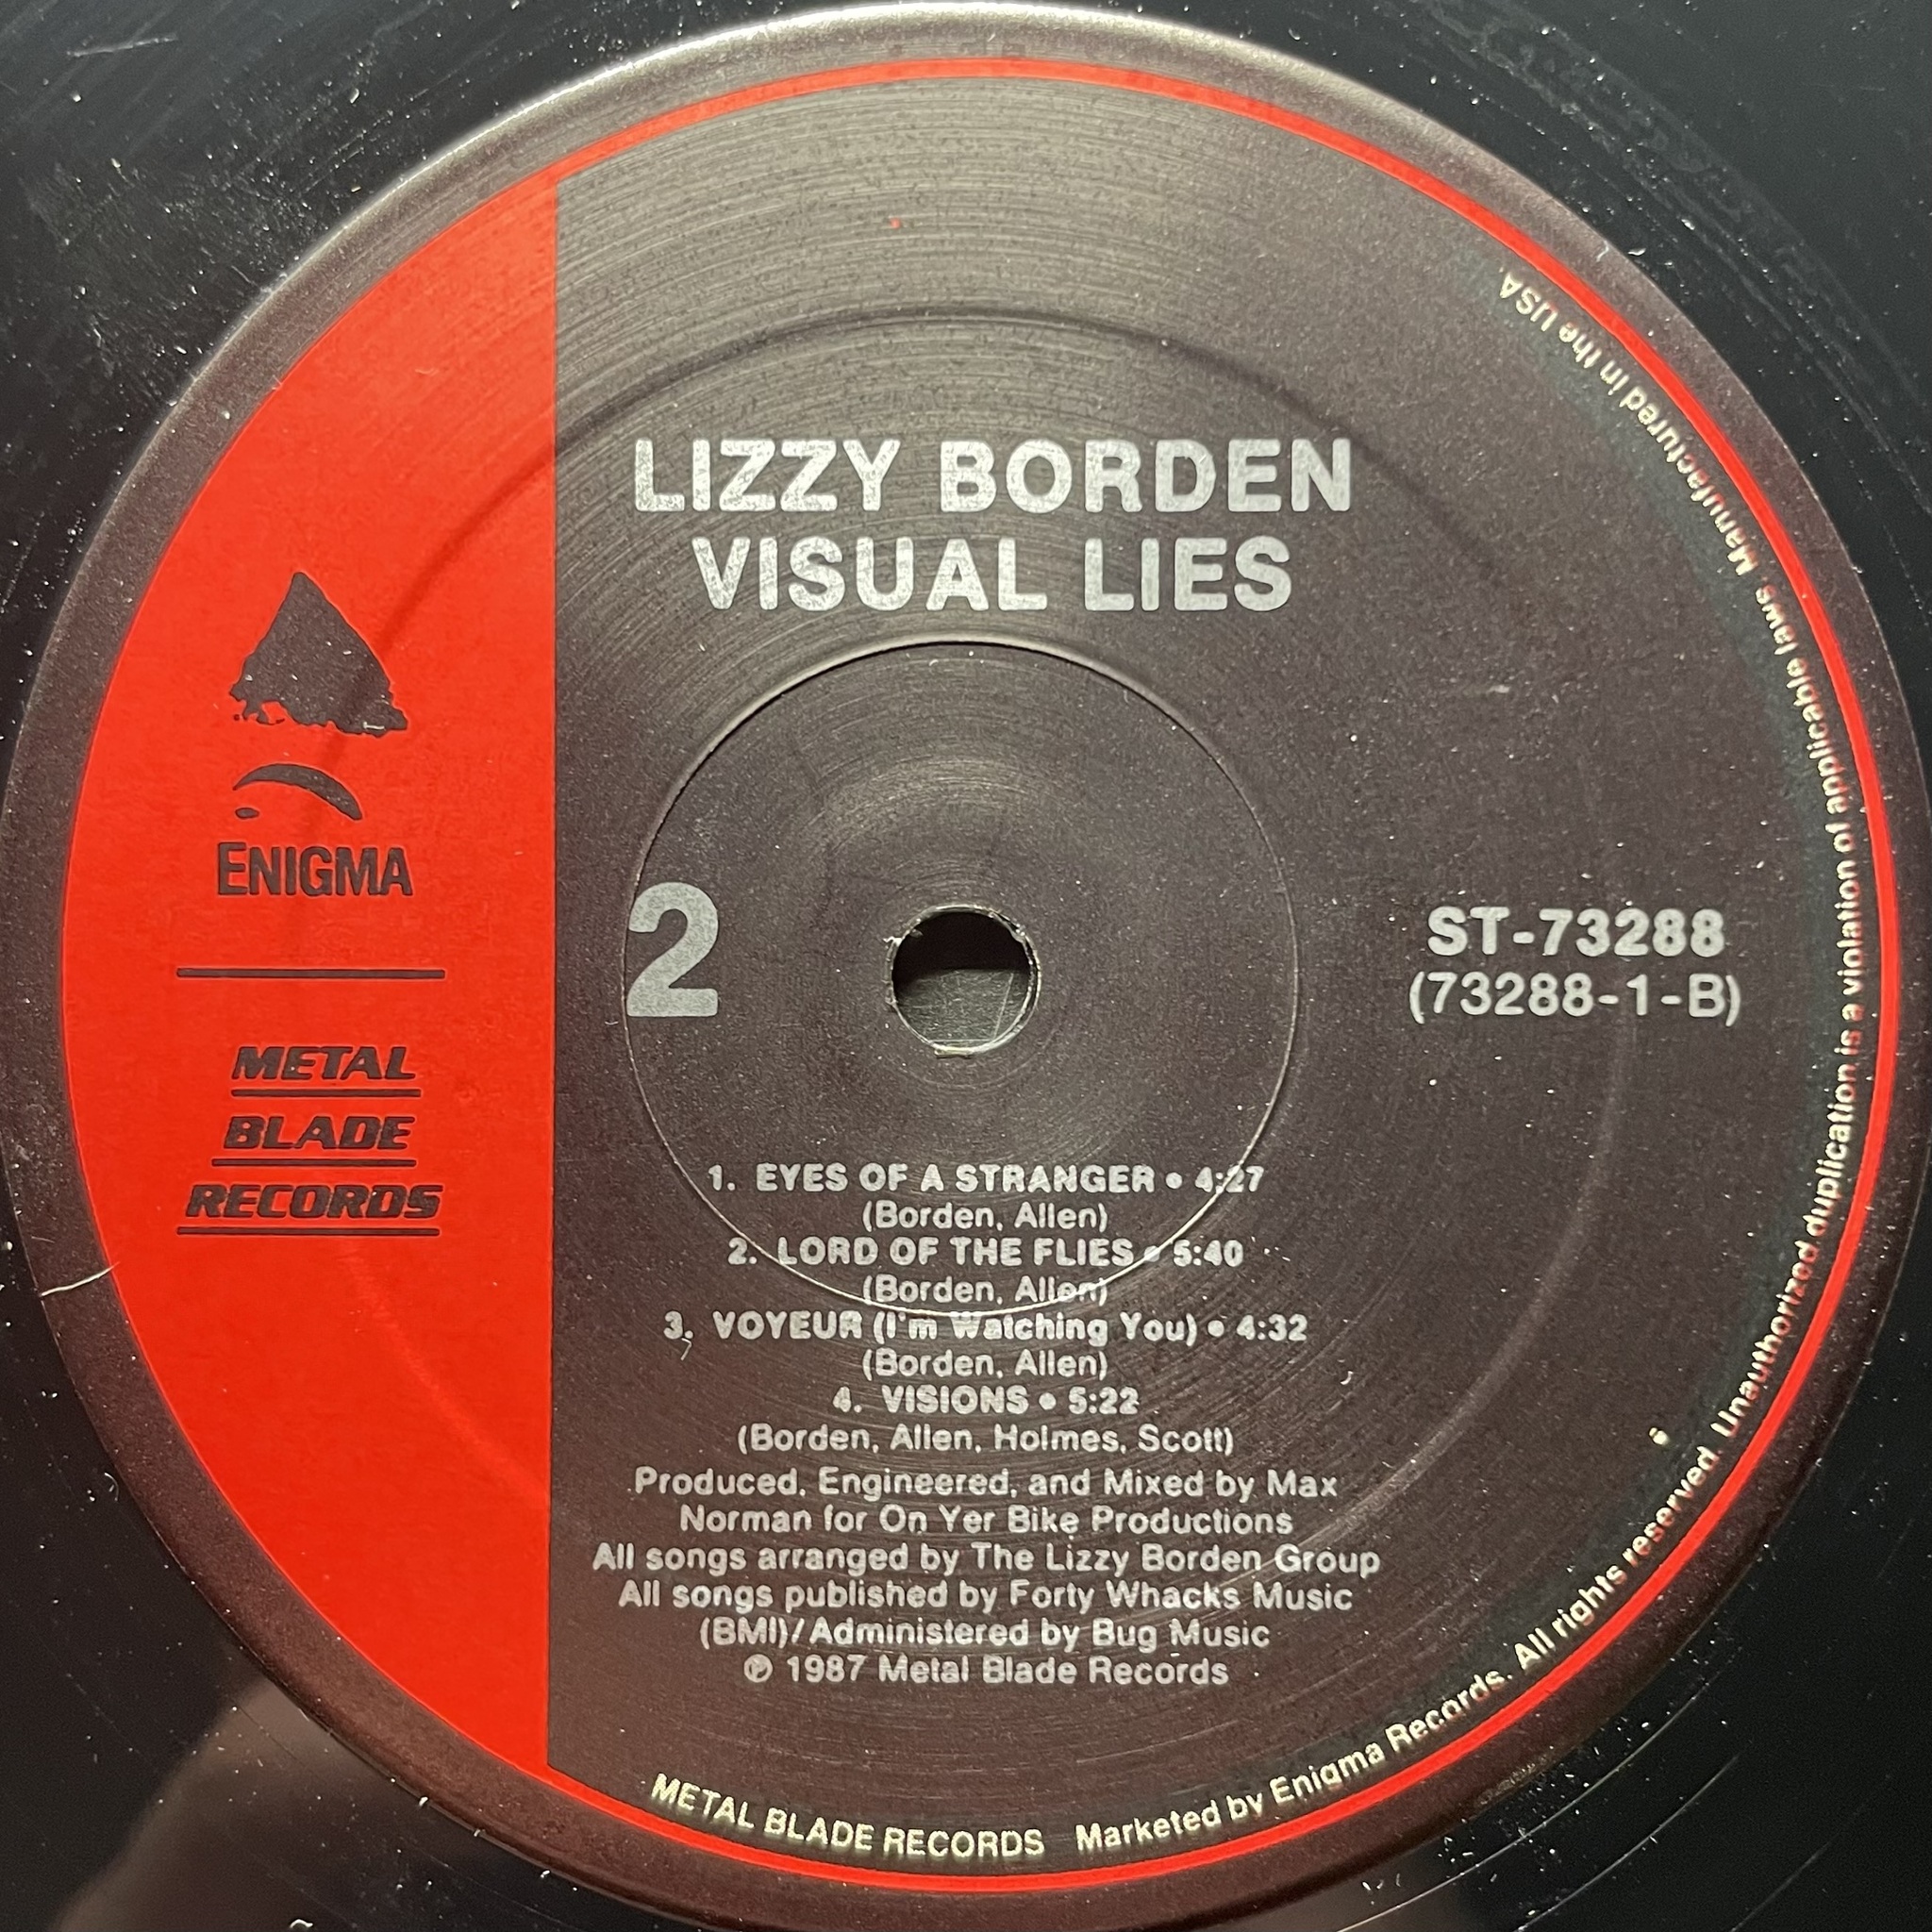 LIZZY BORDEN
VISUAL LIES
ENIGMA
METAL
BLADE
RECORDS
2
ST-73288
(73288-1-B)
1. EYES OF A STRANGER • 4:27
(Borden, Allen)
2. LORD OF THE FLIES • 5:40
(Borden, Allen)
3. VOYEUR (I'm Watching You) • 4:32
(Borden, Allen)
4. VISIONS • 5:22
(Borden, Allen, Holmes, Scott)
Produced, Engineered, and Mixed by Max
Norman for On Yer Bike Productions
All songs arranged by The Lizzy Borden Group
All songs published by Forty Whacks Music
(BMI)/Administered by Bug Music
℗ 1987 Metal Blade Records
METAL BLADE RECORDS Marketed by Enigma Records. All rights reserved. Unauthorized duplication is a violation of applicable laws. Manufactured in the USA